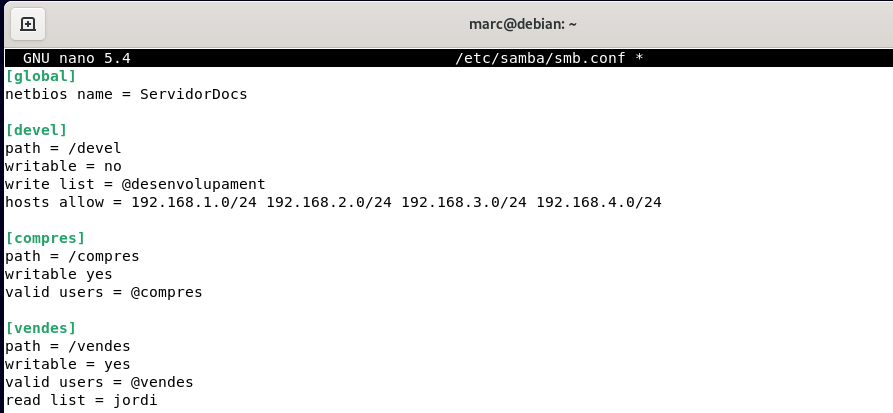 marc@debian: ~
GNU nano 5.4 /etc/samba/smb.conf *
[global]
netbios name = ServidorDocs
[devel]
path = /devel
writable = no
write list = @desenvolupament
hosts allow = 192.168.1.0/24 192.168.2.0/24 192.168.3.0/24 192.168.4.0/24
[compres]
path = /compres
writable yes
valid users = @compres
[vendes]
path = /vendes
writable = yes
valid users = @vendes
read list = jordi